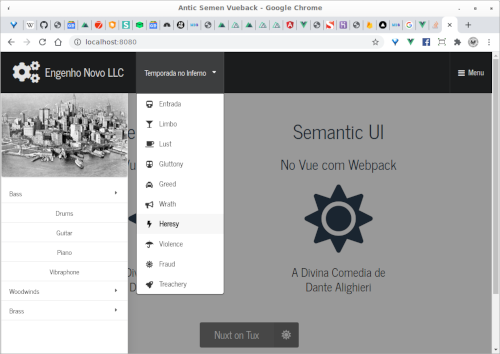 Antic Semen Vueback - Google Chrome
localhost:8080
Engenho Novo LLC
Temporada no Inferno
Menu
Entrada
Limbo
Lust
Gluttony
Greed
Wrath
Heresy
Violence
Fraud
Treachery
Bass
Drums
Guitar
Piano
Vibraphone
Woodwinds
Brass
Semantic UI
No Vue com Webpack
A Divina Comedia de
Dante Alighieri
Nuxt on Tux